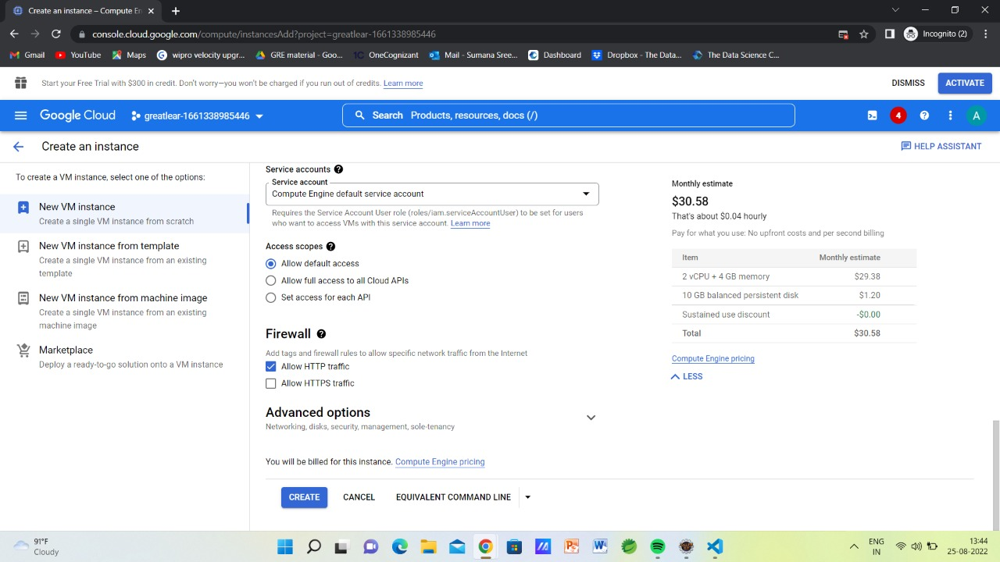 Create an instance – Compute En
console.cloud.google.com/compute/instancesAdd?project=greatlear-1661338985446
Incognito (2)
Gmail
YouTube
Maps
wipro velocity upgr...
GRE material - Goo...
OneCognizant
Mail - Sumana Sree...
Dashboard
Dropbox - The Data...
The Data Science C...
Start your Free Trial with $300 in credit. Don't worry—you won't be charged if you run out of credits. Learn more
DISMISS
ACTIVATE
Google Cloud
greatlear-1661338985446
Search Products, resources, docs (/)
4
A
Create an instance
HELP ASSISTANT
To create a VM instance, select one of the options:
New VM instance
Create a single VM instance from scratch
New VM instance from template
Create a single VM instance from an existing
template
New VM instance from machine image
Create a single VM instance from an existing
machine image
Marketplace
Deploy a ready-to-go solution onto a VM instance
Service accounts
Service account
Compute Engine default service account
Requires the Service Account User role (roles/iam.serviceAccountUser) to be set for users
who want to access VMs with this service account. Learn more
Access scopes
Allow default access
Allow full access to all Cloud APIs
Set access for each API
Firewall
Add tags and firewall rules to allow specific network traffic from the Internet
Allow HTTP traffic
Allow HTTPS traffic
Advanced options
Networking, disks, security, management, sole-tenancy
You will be billed for this instance. Compute Engine pricing
CREATE
CANCEL
EQUIVALENT COMMAND LINE
Monthly estimate
$30.58
That's about $0.04 hourly
Pay for what you use: No upfront costs and per second billing
Item Monthly estimate
2 vCPU + 4 GB memory $29.38
10 GB balanced persistent disk $1.20
Sustained use discount -$0.00
Total $30.58
Compute Engine pricing
LESS
91°F
Cloudy
ENG
IN
13:44
25-08-2022